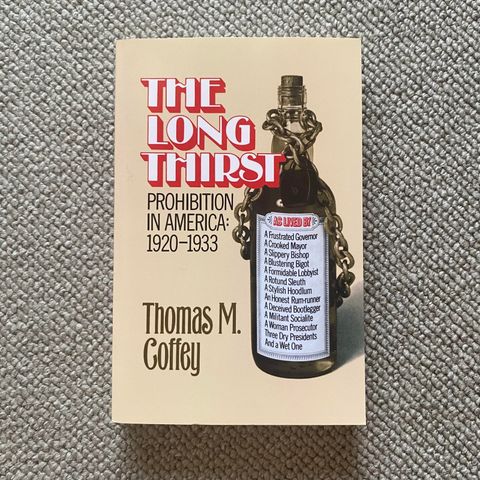 THE
LONG
THIRST
PROHIBITION
IN AMERICA:
1920–1933
AS LIVED BY
A Frustrated Governor
A Crooked Mayor
A Slippery Bishop
A Blustering Bigot
A Formidable Lobbyist
A Rotund Sleuth
A Stylish Hoodlum
An Honest Rum-runner
A Deceived Bootlegger
A Militant Socialite
A Woman Prosecutor
Three Dry Presidents
And a Wet One
Thomas M.
Coffey